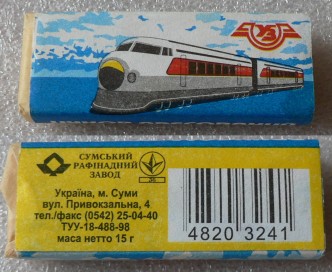 УЗ
СУМСЬКИЙ
РАФІНАДНИЙ
ЗАВОД
Україна, м. Суми
вул. Привокзальна, 4
тел./факс (0542) 25-04-40
ТУУ-18-488-98
маса нетто 15 г
4820 3241